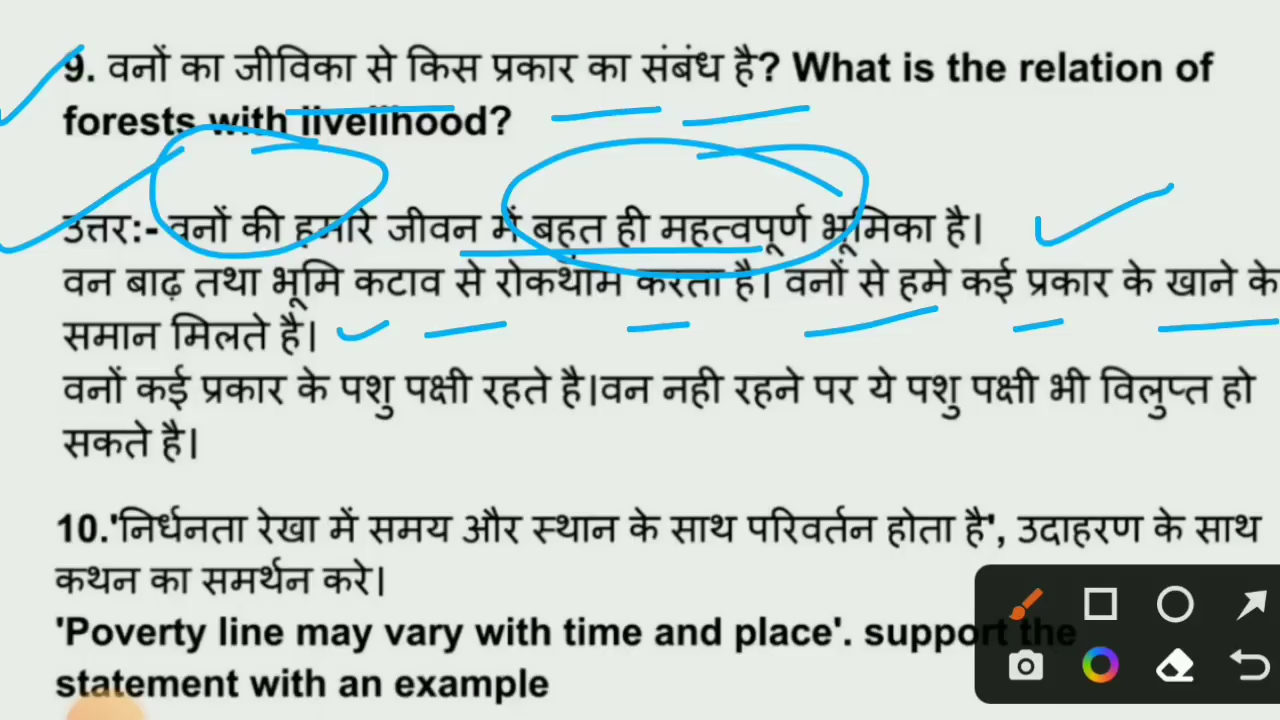 9. वनों का जीविका से किस प्रकार का संबंध है? What is the relation of
forests with livelihood?
उत्तर:- वनों की हमारे जीवन में बहुत ही महत्वपूर्ण भूमिका है।
वन बाढ़ तथा भूमि कटाव से रोकथाम करता है। वनों से हमे कई प्रकार के खाने के
समान मिलते है।
वनों कई प्रकार के पशु पक्षी रहते है।वन नही रहने पर ये पशु पक्षी भी विलुप्त हो
सकते है।
10.'निर्धनता रेखा में समय और स्थान के साथ परिवर्तन होता है', उदाहरण के साथ
कथन का समर्थन करे।
'Poverty line may vary with time and place'. support the
statement with an example